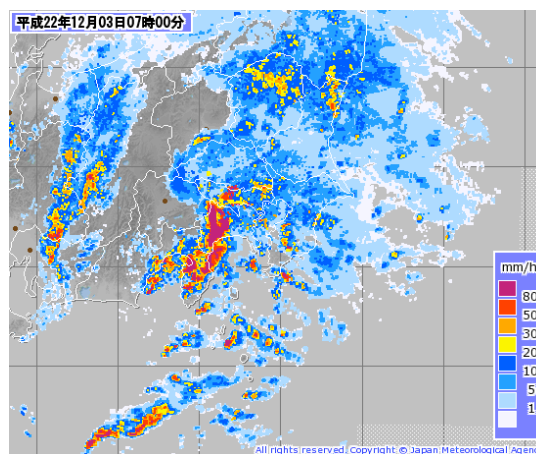 平成22年12月03日07時00分
mm/h
80
50
30
20
10
5
1
All rights reserved. Copyright © Japan Meteorological Agenc